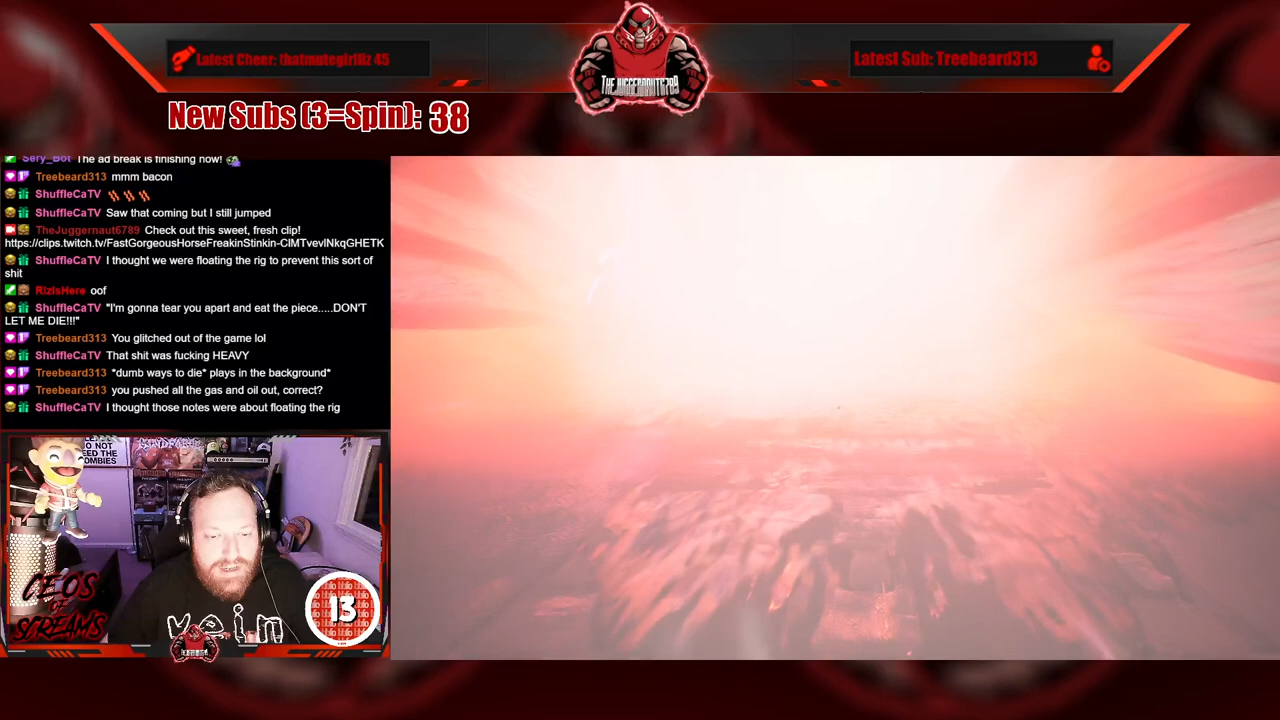 Latest Cheer: thatmutegirlliz 45
THEJUGGERNAUT6789
Latest Sub: Treebeard313
New Subs (3=Spin): 38
Sery_Bot The ad break is finishing now!
Treebeard313 mmm bacon
ShuffleCaTV
ShuffleCaTV Saw that coming but I still jumped
TheJuggernaut6789 Check out this sweet, fresh clip!
https://clips.twitch.tv/FastGorgeousHorseFreakinStinkin-ClMTvevlNkqGHETK
ShuffleCaTV I thought we were floating the rig to prevent this sort of
shit
RizIsHere oof
ShuffleCaTV "I'm gonna tear you apart and eat the piece.....DON'T
LET ME DIE!!!"
Treebeard313 You glitched out of the game lol
ShuffleCaTV That shit was fucking HEAVY
Treebeard313 *dumb ways to die* plays in the background*
Treebeard313 you pushed all the gas and oil out, correct?
ShuffleCaTV I thought those notes were about floating the rig
DO NOT
FEED THE
ZOMBIES
CEOS
OF
SCREAMS
13
vein